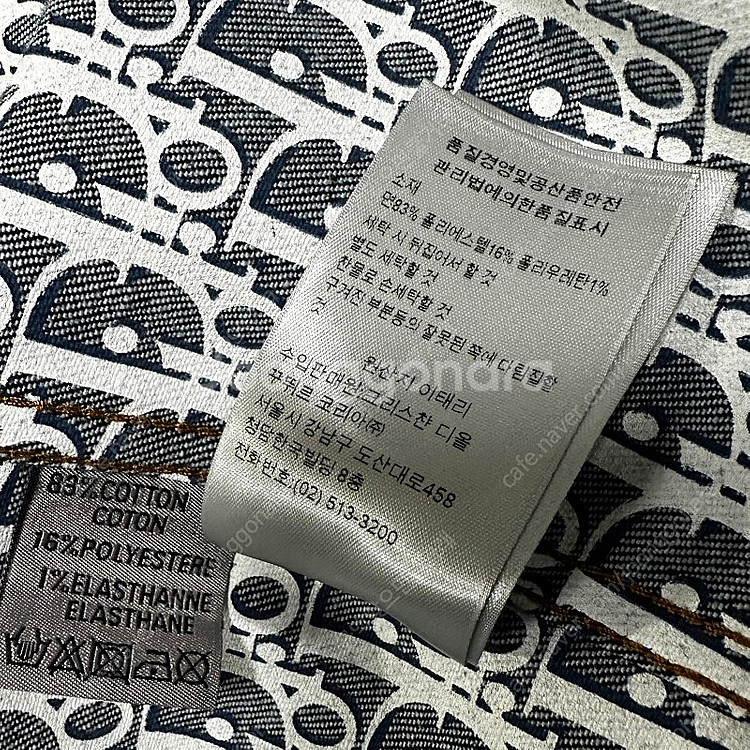 품질경영및공산품안전
관리법에의한품질표시
소재
면83% 폴리에스텔16% 폴리우레탄1%
세탁 시 뒤집어서 할 것
별도 세탁할 것
찬물로 손세탁할 것
구겨진 부분등의 잘못된 쪽에 다림질할
것
원산지:이태리
수입판매원:크리스챤 디올
꾸뛰르 코리아㈜
서울시 강남구 도산대로458
청담한국빌딩 8층
전화번호:(02) 513-3200
83%COTTON
COTON
16%POLYESTERE
1%ELASTHANNE
ELASTHANE
cafe.naver.com